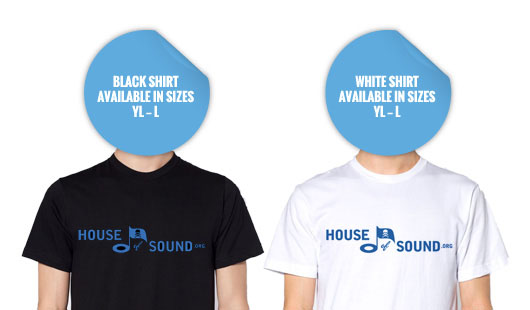 BLACK SHIRT
AVAILABLE IN SIZES
YL – L
WHITE SHIRT
AVAILABLE IN SIZES
YL – L
HOUSE of SOUND.ORG
HOUSE of SOUND.ORG